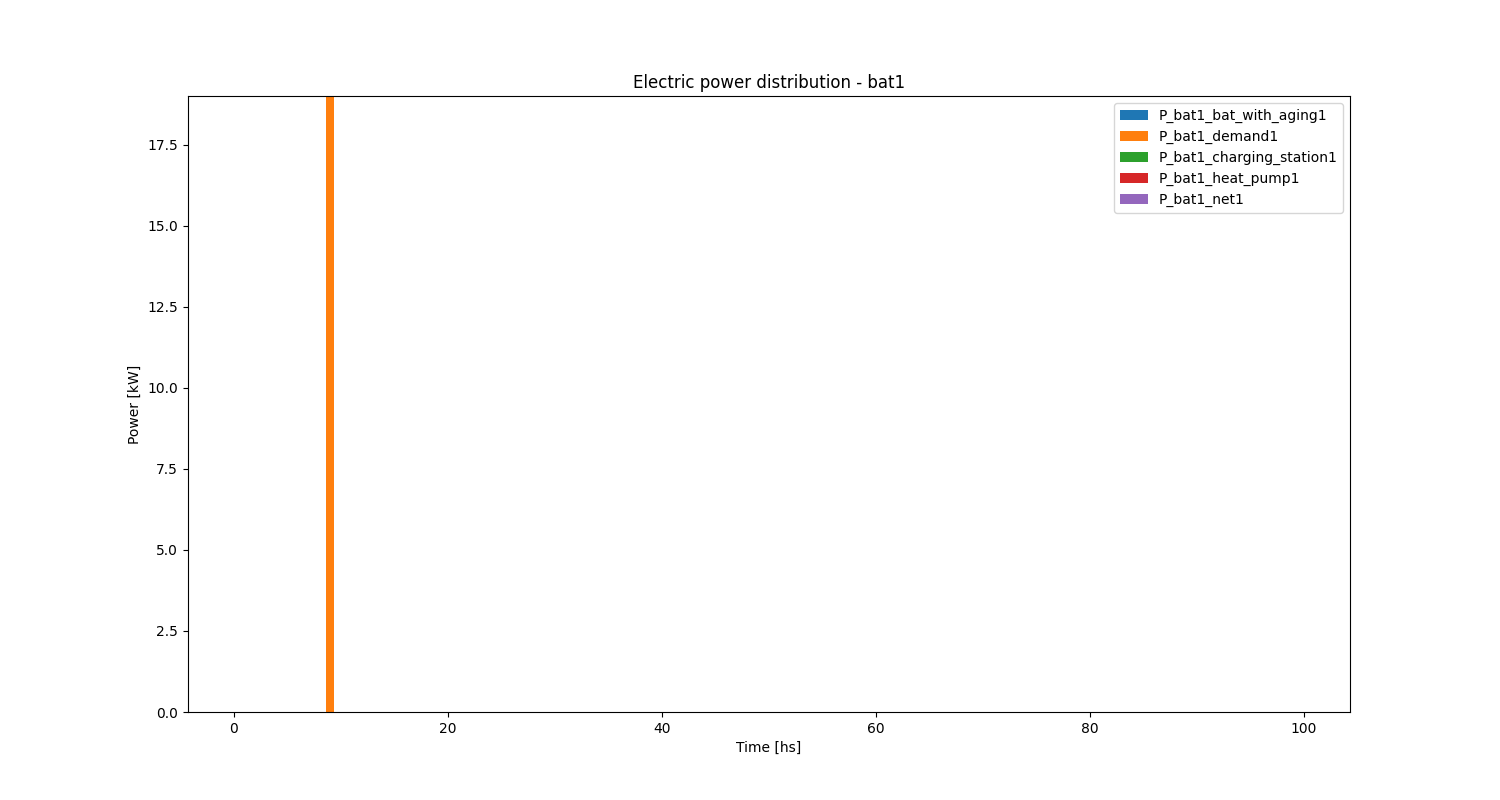 Electric power distribution - bat1
P_bat1_bat_with_aging1
P_bat1_demand1
P_bat1_charging_station1
P_bat1_heat_pump1
P_bat1_net1
17.5
15.0
12.5
10.0
7.5
5.0
2.5
0.0
Power [kW]
0 20 40 60 80 100
Time [hs]